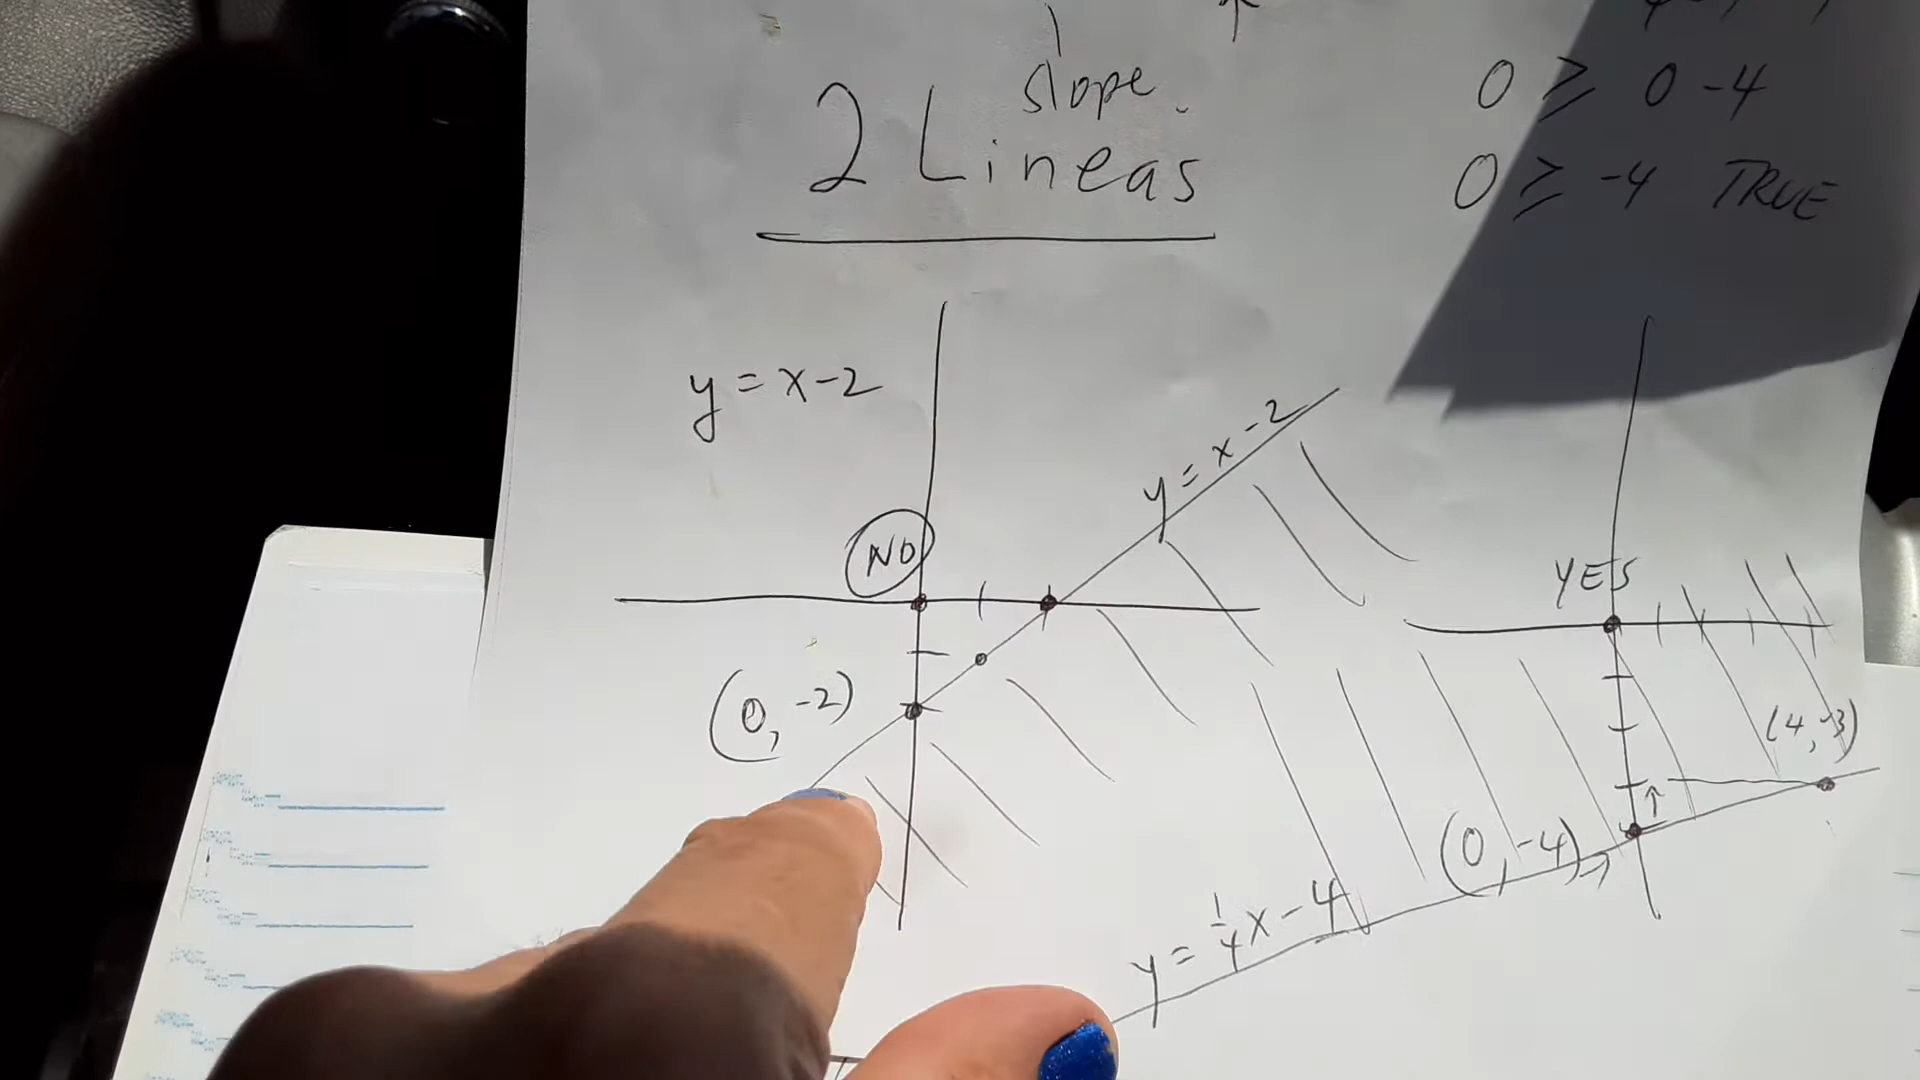 slope.
2 Lineas
0 ≥ 0 -4
0 ≥ -4 TRUE
y = x-2
y = x-2
NO
YES
(0, -2)
(4, -3)
(0, -4)
y = 1/4 x - 4